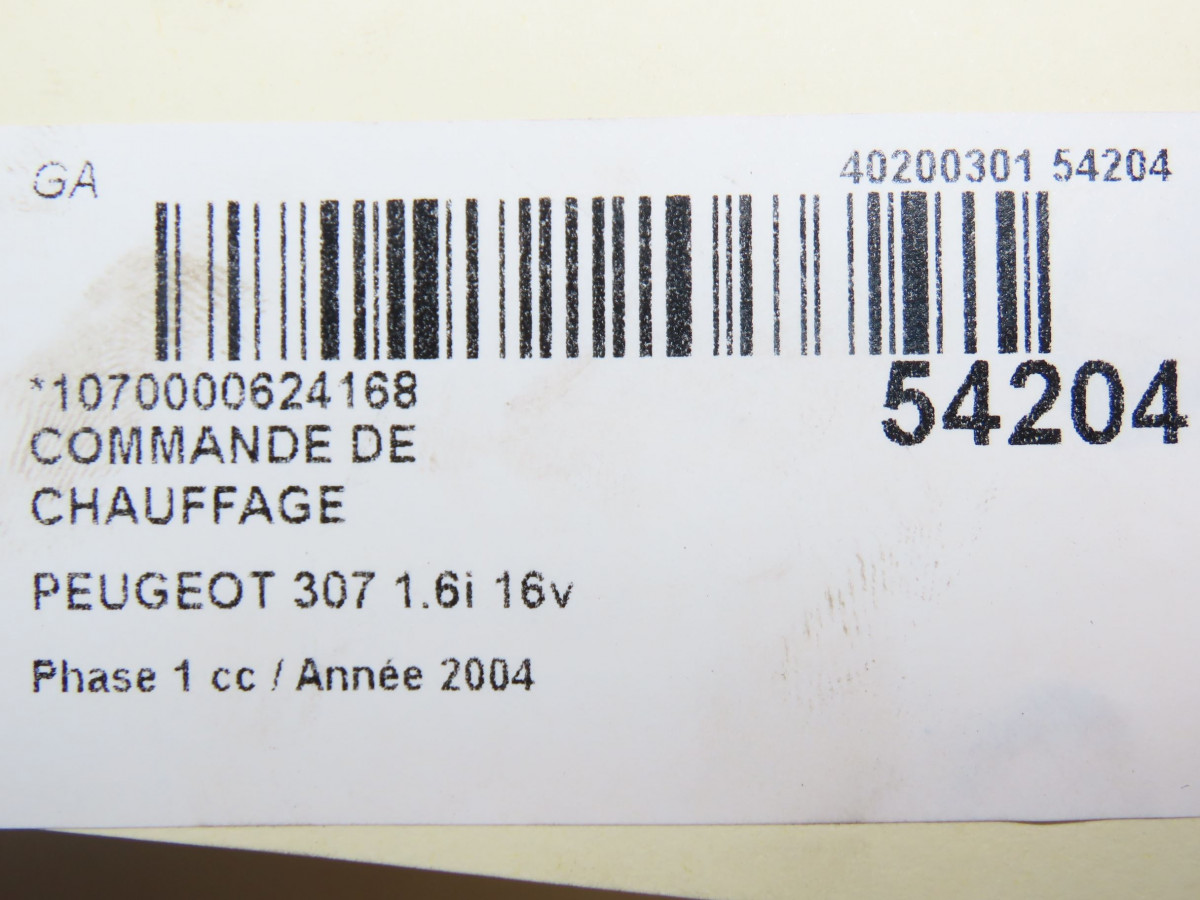 GA
40200301 54204
*1070000624168
54204
COMMANDE DE
CHAUFFAGE
PEUGEOT 307 1.6i 16v
Phase 1 cc / Année 2004